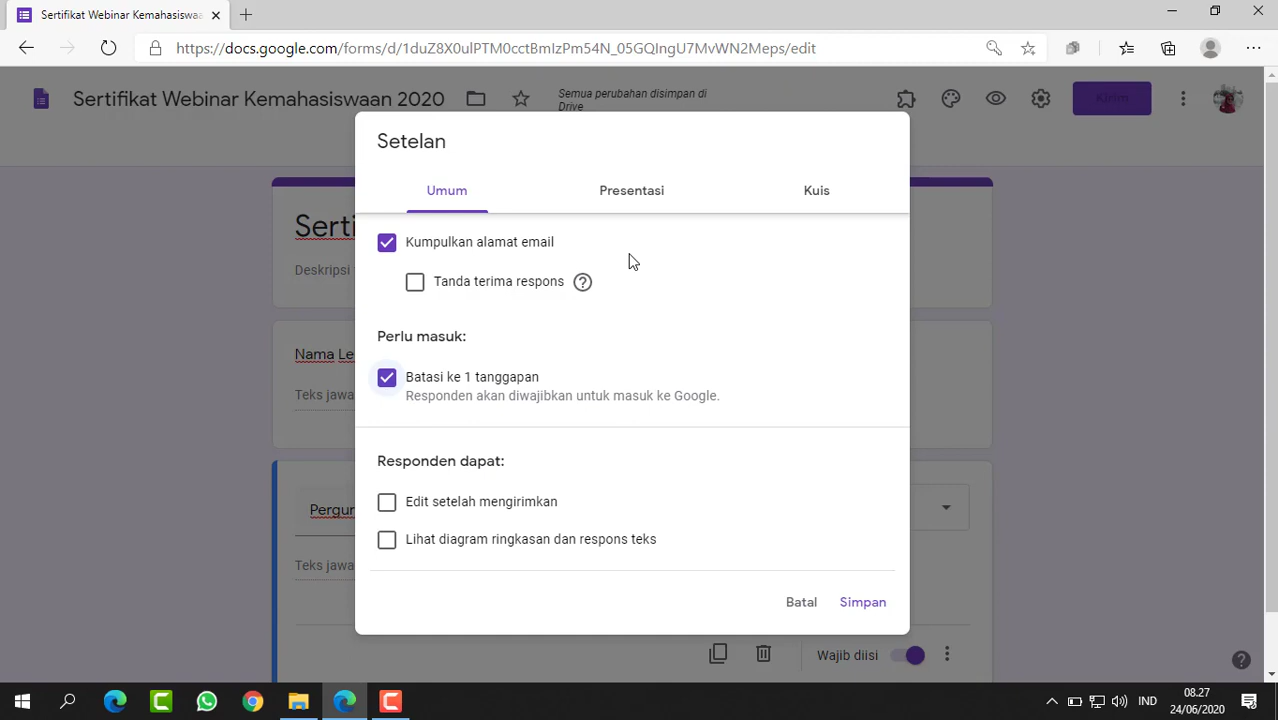 Sertifikat Webinar Kemahasiswaa
https://docs.google.com/forms/d/1duZ8X0ulPTM0cctBmIzPm54N_05GQIngU7MvWN2Meps/edit
Sertifikat Webinar Kemahasiswaan 2020
Semua perubahan disimpan di
Drive
Kirim
Setelan
Umum
Presentasi
Kuis
Serti
Deskripsi
Kumpulkan alamat email
Tanda terima respons
Perlu masuk:
Nama Le
Batasi ke 1 tanggapan
Teks jawa
Responden akan diwajibkan untuk masuk ke Google.
Responden dapat:
Pergur
Edit setelah mengirimkan
Lihat diagram ringkasan dan respons teks
Teks jawa
Batal
Simpan
Wajib diisi
IND
08.27
24/06/2020